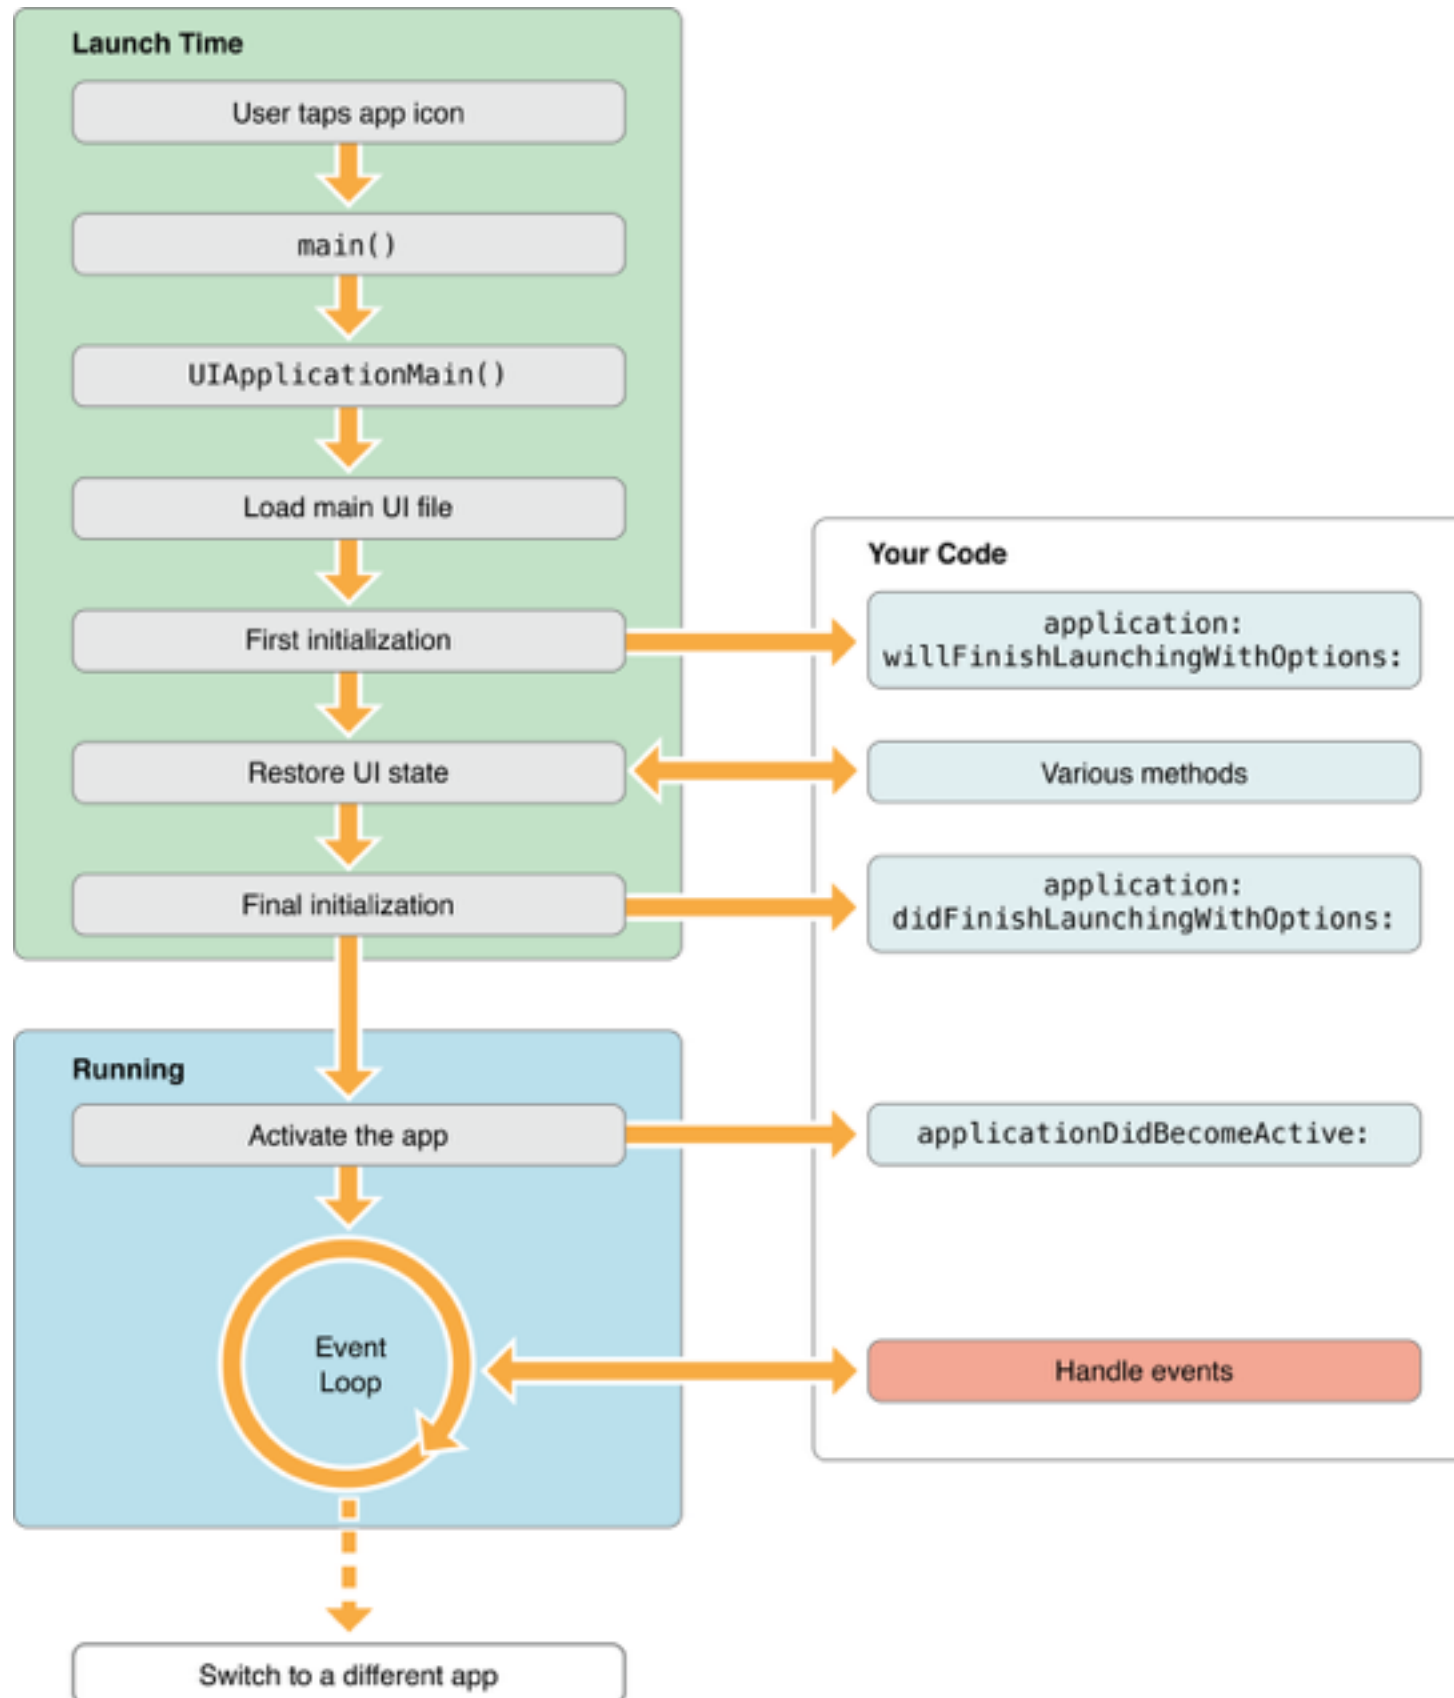 Launch Time
User taps app icon
main()
UIApplicationMain()
Load main UI file
First initialization
Restore UI state
Final initialization
Your Code
application:
willFinishLaunchingWithOptions:
Various methods
application:
didFinishLaunchingWithOptions:
Running
Activate the app
applicationDidBecomeActive:
Event
Loop
Handle events
Switch to a different app